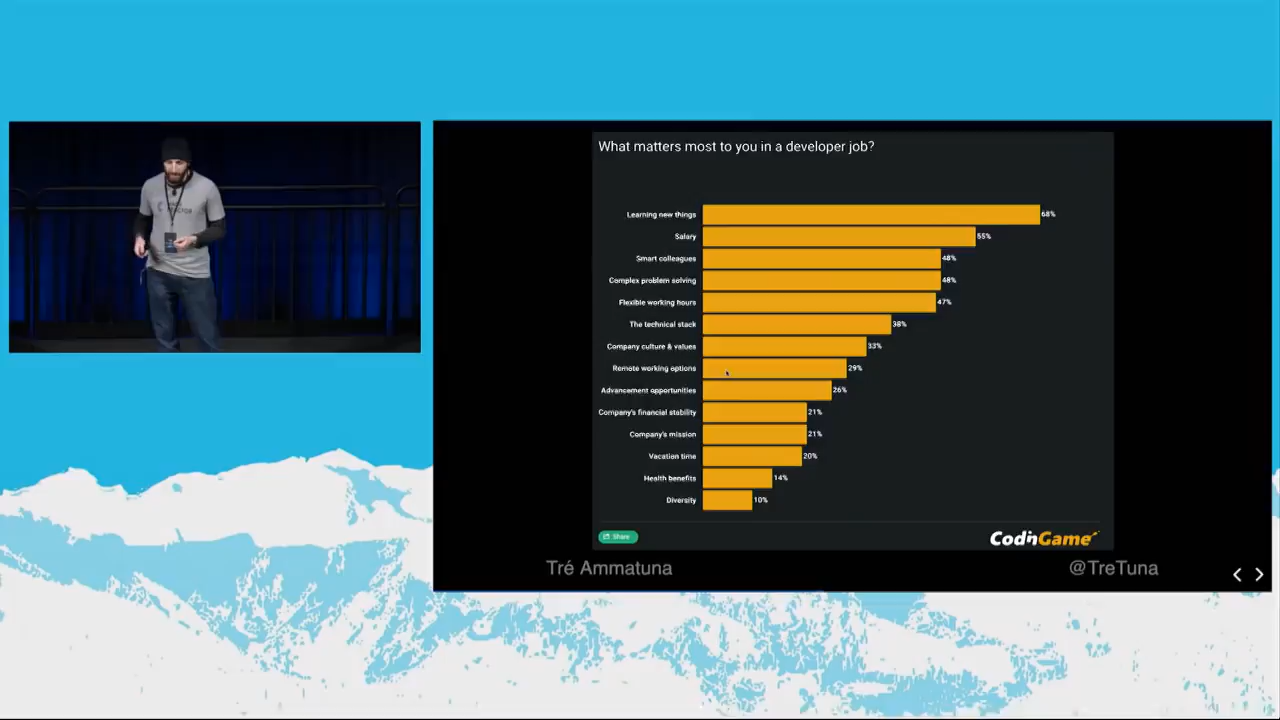 What matters most to you in a developer job?
Learning new things 68%
Salary 55%
Smart colleagues 48%
Complex problem solving 48%
Flexible working hours 47%
The technical stack 38%
Company culture & values 33%
Remote working options 29%
Advancement opportunities 26%
Company's financial stability 21%
Company's mission 21%
Vacation time 20%
Health benefits 14%
Diversity 10%
Share
CodinGame
Tré Ammatuna
@TreTuna